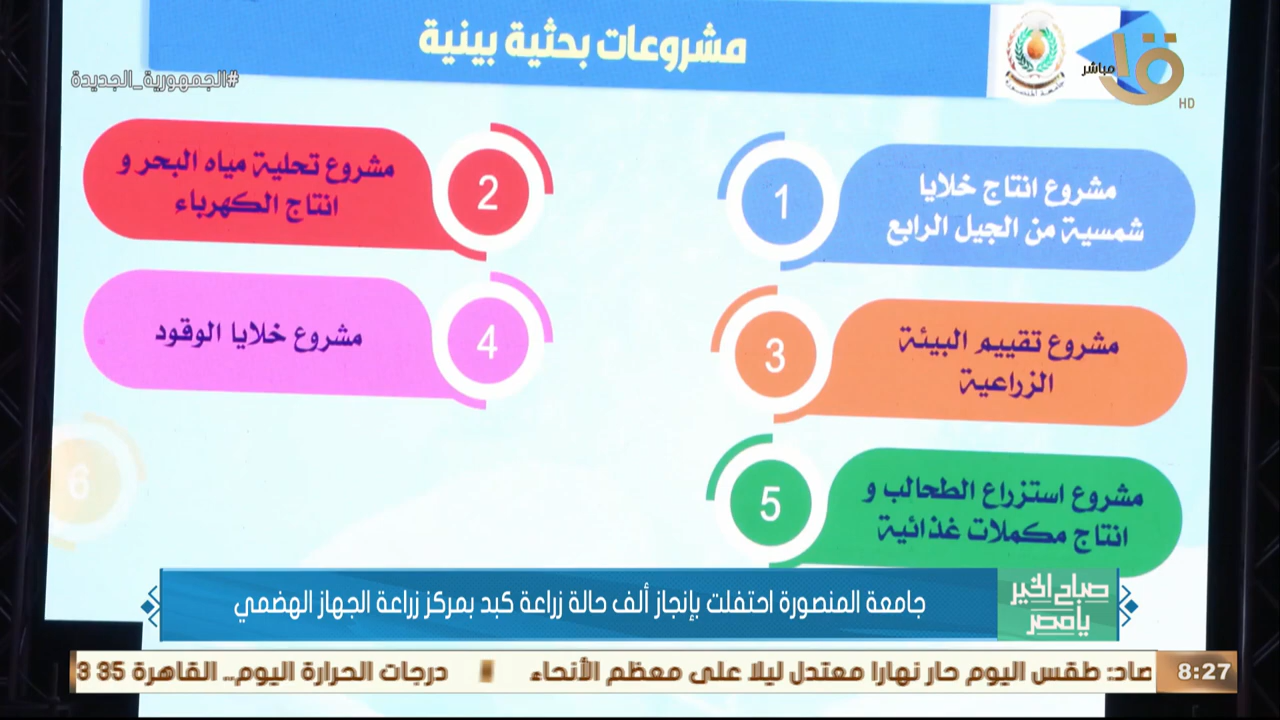 مشروعات بحثية بينية
جامعة المنصورة
مباشر
HD
#الجمهورية_الجديدة
1
مشروع انتاج خلايا
شمسية من الجيل الرابع
2
مشروع تحلية مياه البحر و
انتاج الكهرباء
3
مشروع تقييم البيئة
الزراعية
4
مشروع خلايا الوقود
5
مشروع استزراع الطحالب و
انتاج مكملات غذائية
6
صباح الخير
يا مصر
جامعة المنصورة احتفلت بإنجاز ألف حالة زراعة كبد بمركز زراعة الجهاز الهضمي
8:27
صاد: طقس اليوم حار نهارا معتدل ليلا على معظم الأنحاء
درجات الحرارة اليوم.. القاهرة 35